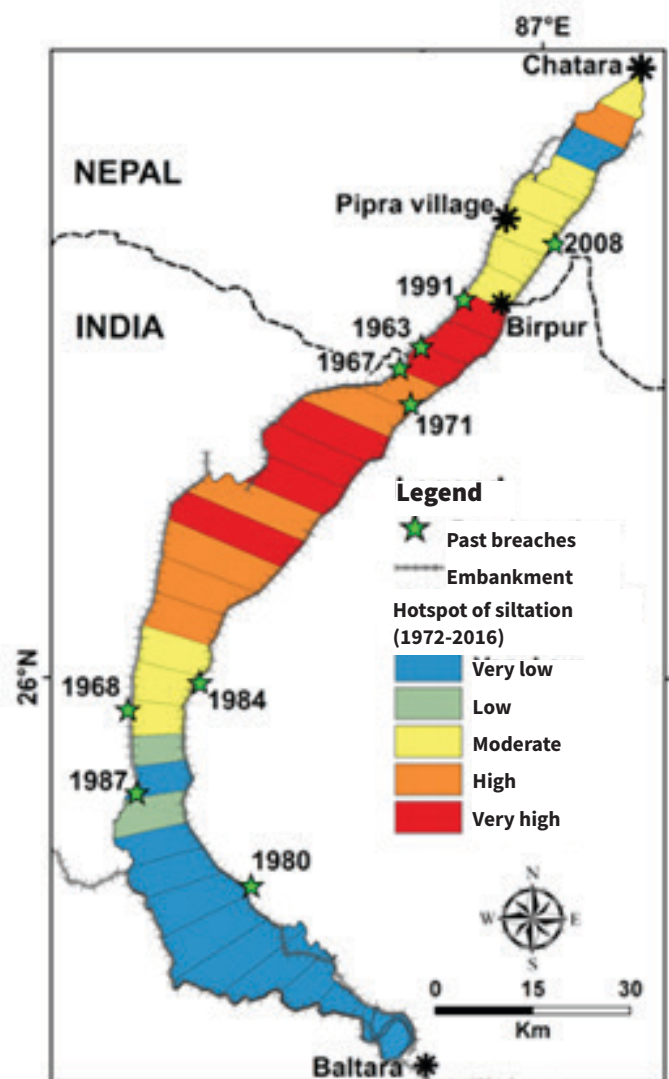 87°E
Chatara
NEPAL
Pipra village
2008
1991
INDIA
Birpur
1963
1967
1971
Legend
Past breaches
Embankment
Hotspot of siltation
(1972-2016)
26°N
Very low
1968
1984
Low
Moderate
1987
High
Very high
1980
N
W
E
S
0 15 30
Km
Baltara